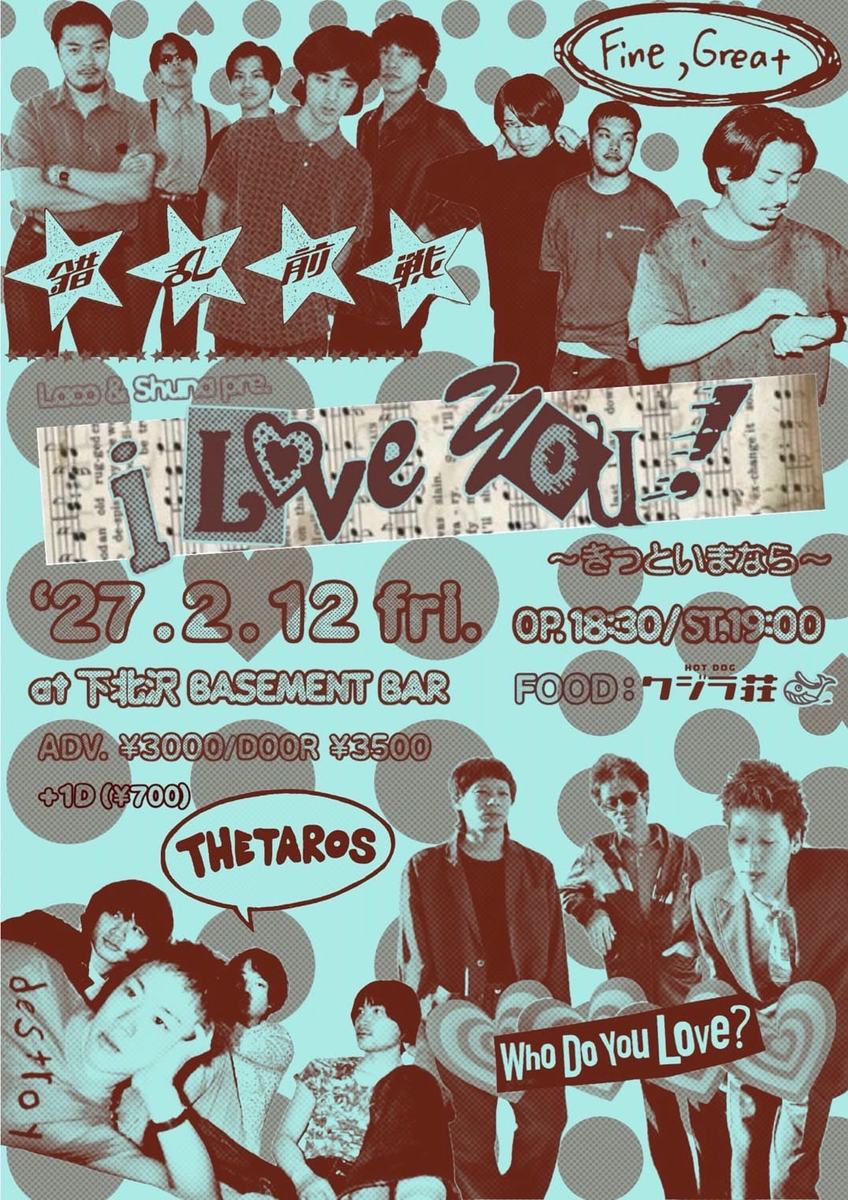 Fine, Great
錯乱前戦
Loco & Shuna pre.
i Love You!
〜きっといまなら〜
'27.2.12 fri.
OP. 18:30/ST.19:00
at 下北沢 BASEMENT BAR
HOT DOG
FOOD:クジラ荘
ADV. ¥3000/DOOR ¥3500
+1D (¥700)
THETAROS
destroy
Who Do You Love?